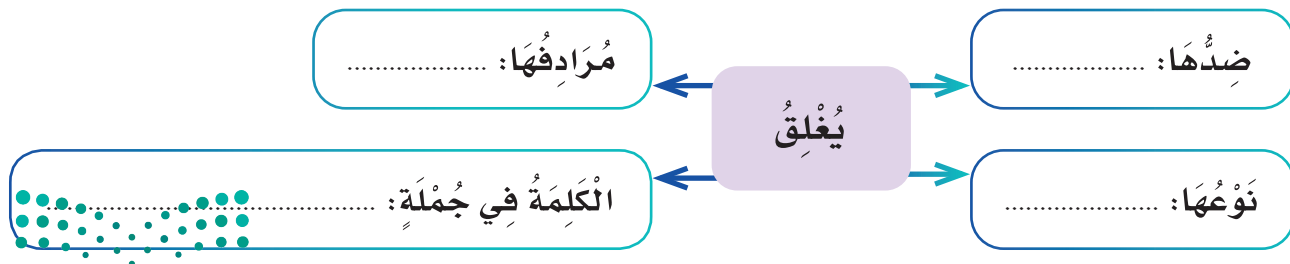 ضِدُّهَا: ..................
مُرَادِفُهَا: ...................
يُغْلِقُ
نَوْعُهَا: .....................
الْكَلِمَةُ فِي جُمْلَةٍ: ...............................................